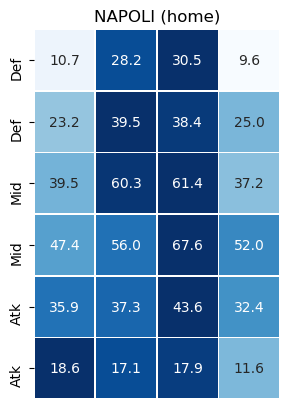 NAPOLI (home)
Def 10.7 28.2 30.5 9.6
Def 23.2 39.5 38.4 25.0
Mid 39.5 60.3 61.4 37.2
Mid 47.4 56.0 67.6 52.0
Atk 35.9 37.3 43.6 32.4
Atk 18.6 17.1 17.9 11.6